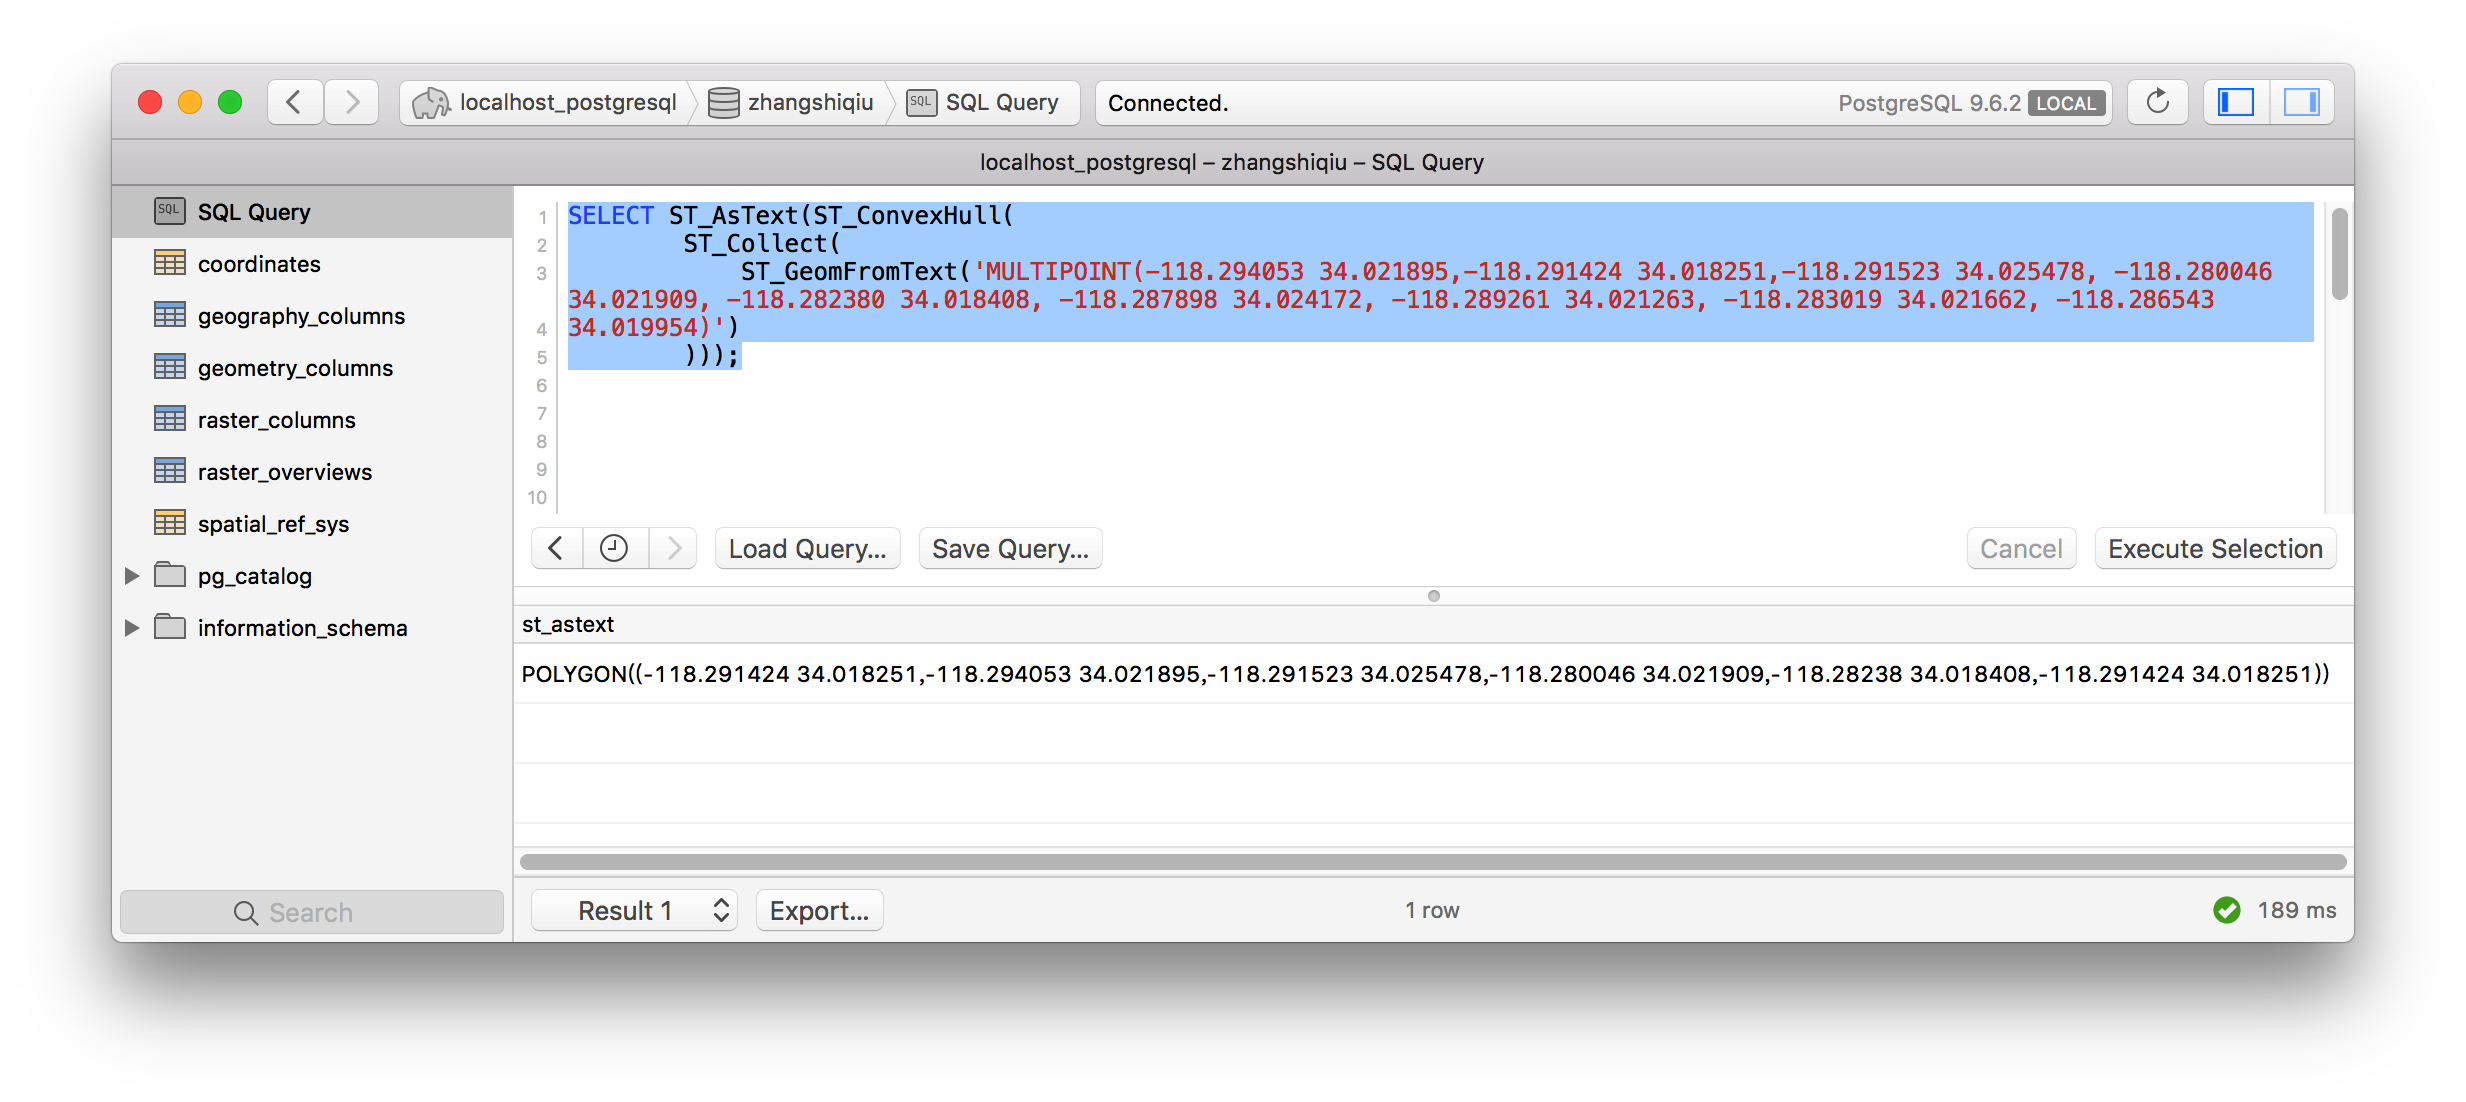 localhost_postgresql zhangshiqiu SQL SQL Query Connected. PostgreSQL 9.6.2 LOCAL
localhost_postgresql – zhangshiqiu – SQL Query
SQL SQL Query
coordinates
geography_columns
geometry_columns
raster_columns
raster_overviews
spatial_ref_sys
pg_catalog
information_schema
Search
1 SELECT ST_AsText(ST_ConvexHull(
2 ST_Collect(
3 ST_GeomFromText('MULTIPOINT(-118.294053 34.021895,-118.291424 34.018251,-118.291523 34.025478, -118.280046
34.021909, -118.282380 34.018408, -118.287898 34.024172, -118.289261 34.021263, -118.283019 34.021662, -118.286543
4 34.019954)')
5 )));
6
7
8
9
10
Load Query... Save Query... Cancel Execute Selection
st_astext
POLYGON((-118.291424 34.018251,-118.294053 34.021895,-118.291523 34.025478,-118.280046 34.021909,-118.28238 34.018408,-118.291424 34.018251))
Result 1 Export... 1 row 189 ms